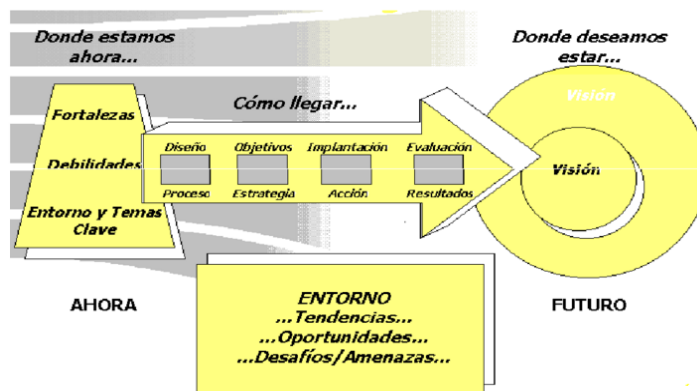 Donde estamos
ahora...
Donde deseamos
estar...
Fortalezas
Debilidades
Entorno y Temas
Clave
Cómo llegar...
Diseño Objetivos Implantación Evaluación
Proceso Estrategia Acción Resultados
Visión
Visión
AHORA
FUTURO
ENTORNO
...Tendencias...
...Oportunidades...
...Desafíos/Amenazas...